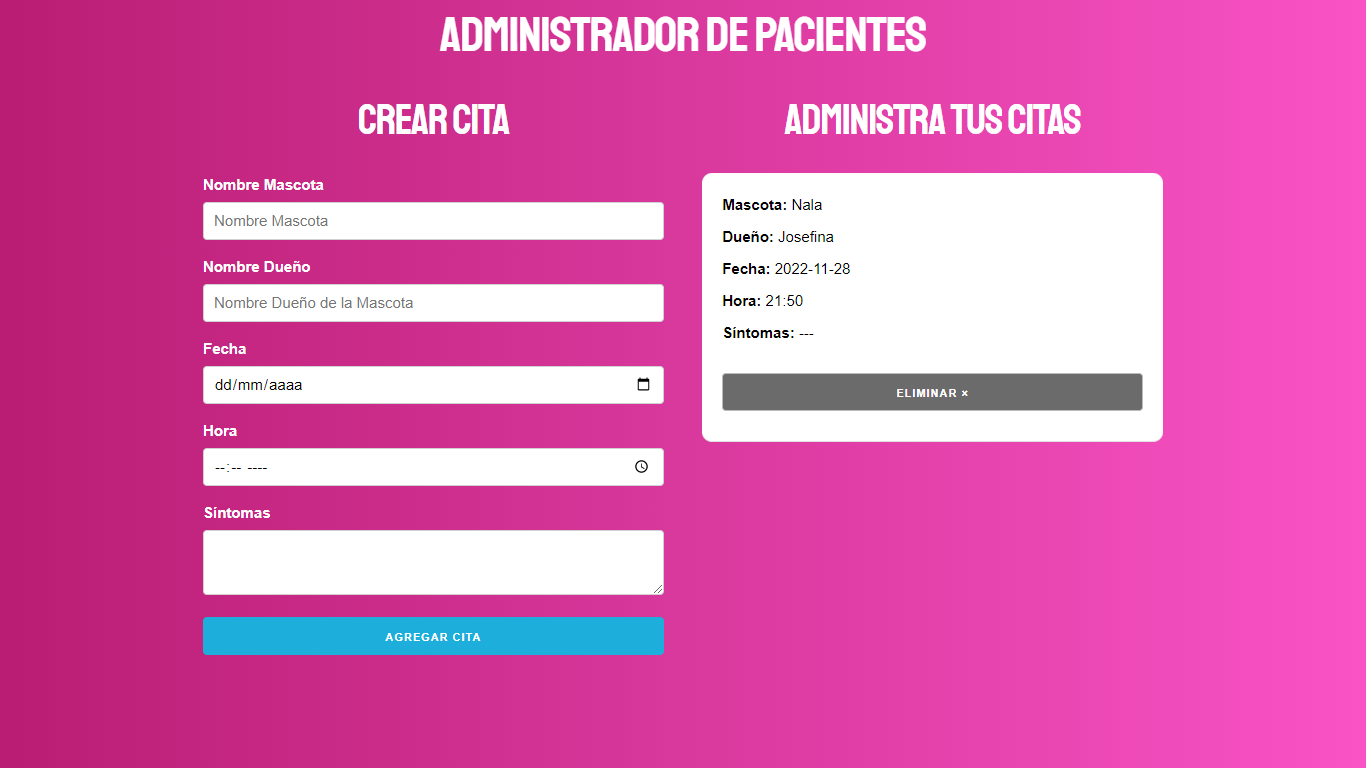 ADMINISTRADOR DE PACIENTES
CREAR CITA
Nombre Mascota
Nombre Mascota
Nombre Dueño
Nombre Dueño de la Mascota
Fecha
dd/mm/aaaa
Hora
--:-- ----
Síntomas
AGREGAR CITA
ADMINISTRA TUS CITAS
Mascota: Nala
Dueño: Josefina
Fecha: 2022-11-28
Hora: 21:50
Síntomas: ---
ELIMINAR ×